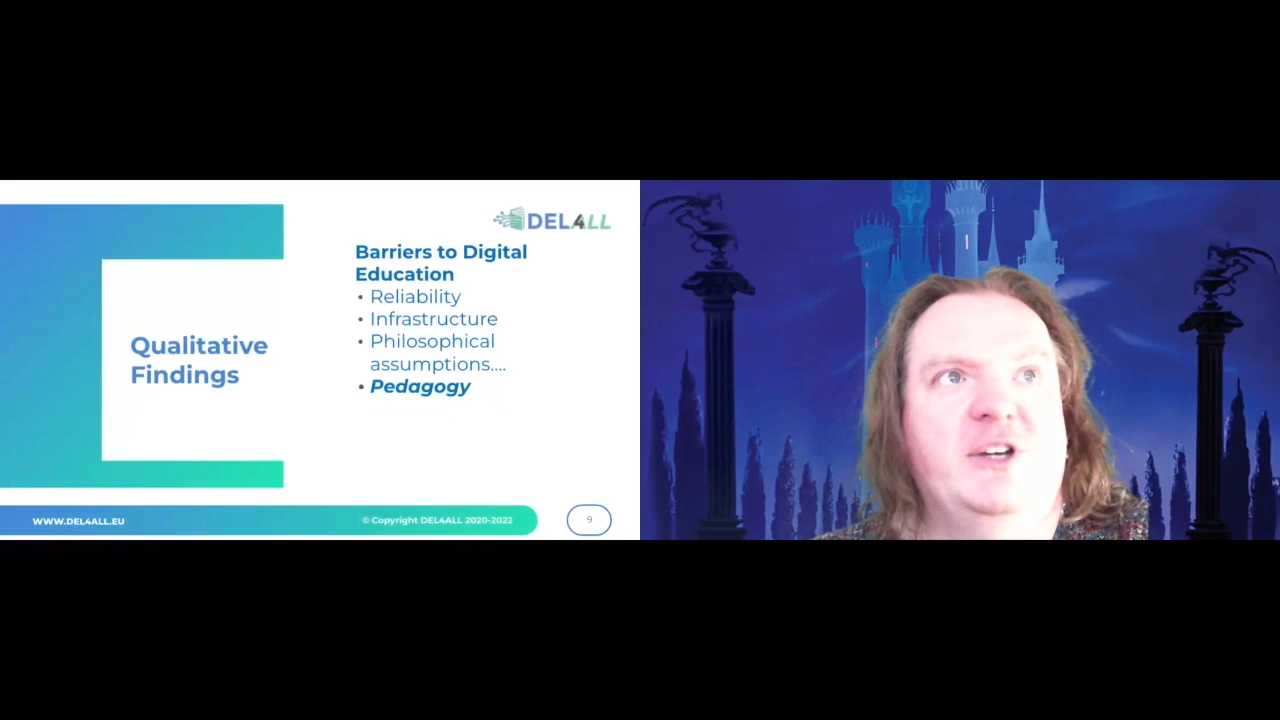 DEL4ALL
Barriers to Digital
Education
• Reliability
• Infrastructure
• Philosophical
assumptions....
• Pedagogy
Qualitative
Findings
WWW.DEL4ALL.EU
© Copyright DEL4ALL 2020-2022
9